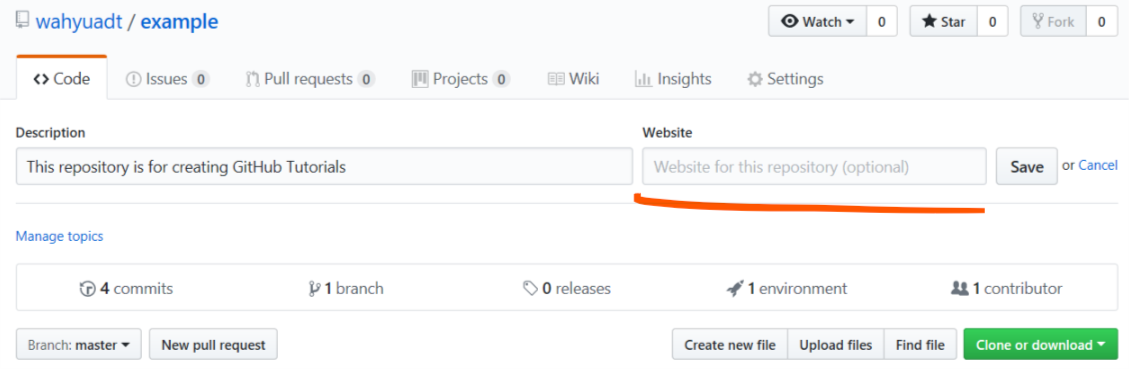 wahyuadt / example
Watch 0 Star 0 Fork 0
Code Issues 0 Pull requests 0 Projects 0 Wiki Insights Settings
Description Website
This repository is for creating GitHub Tutorials Website for this repository (optional) Save or Cancel
Manage topics
4 commits 1 branch 0 releases 1 environment 1 contributor
Branch: master New pull request Create new file Upload files Find file Clone or download